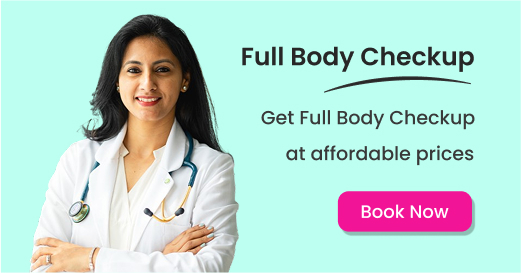 Full Body Checkup
Get Full Body Checkup
at affordable prices
Book Now